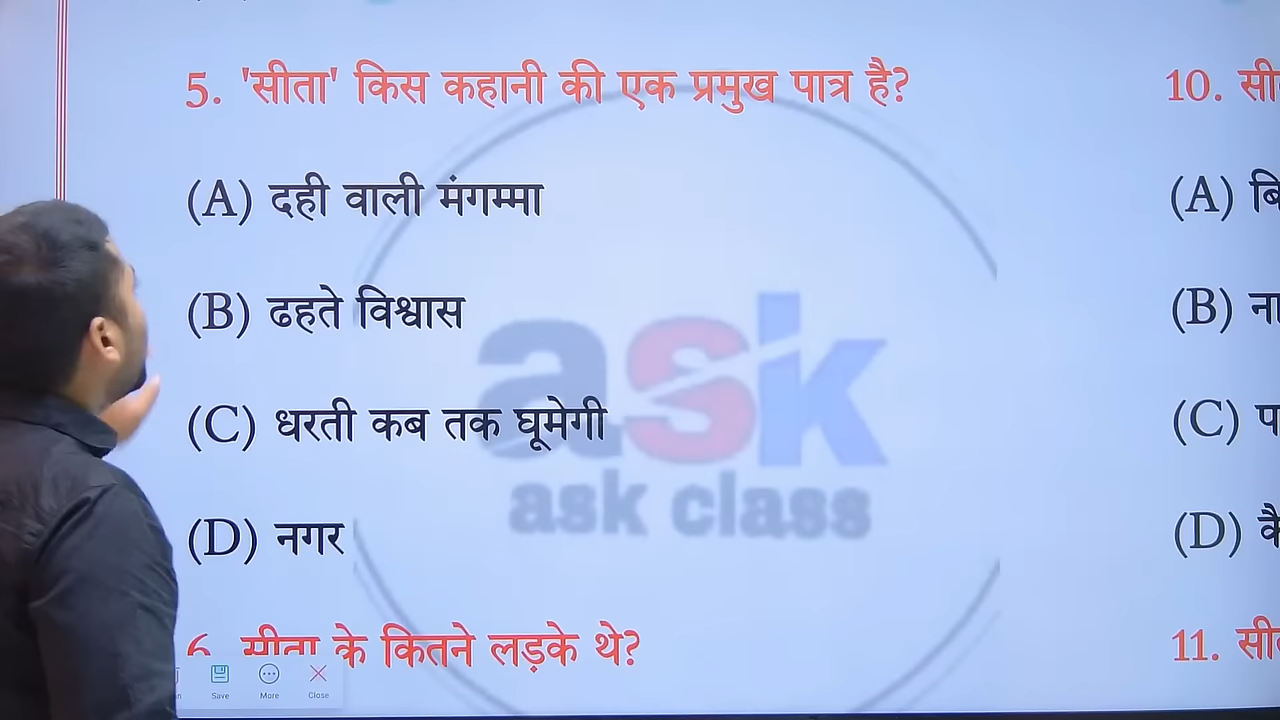 5. 'सीता' किस कहानी की एक प्रमुख पात्र है?
(A) दही वाली मंगम्मा
(B) ढहते विश्वास
(C) धरती कब तक घूमेगी
(D) नगर
6. सीता के कितने लड़के थे?
10.
(A)
(B)
(C)
(D)
11.
ask
ask class
Save
More
Close